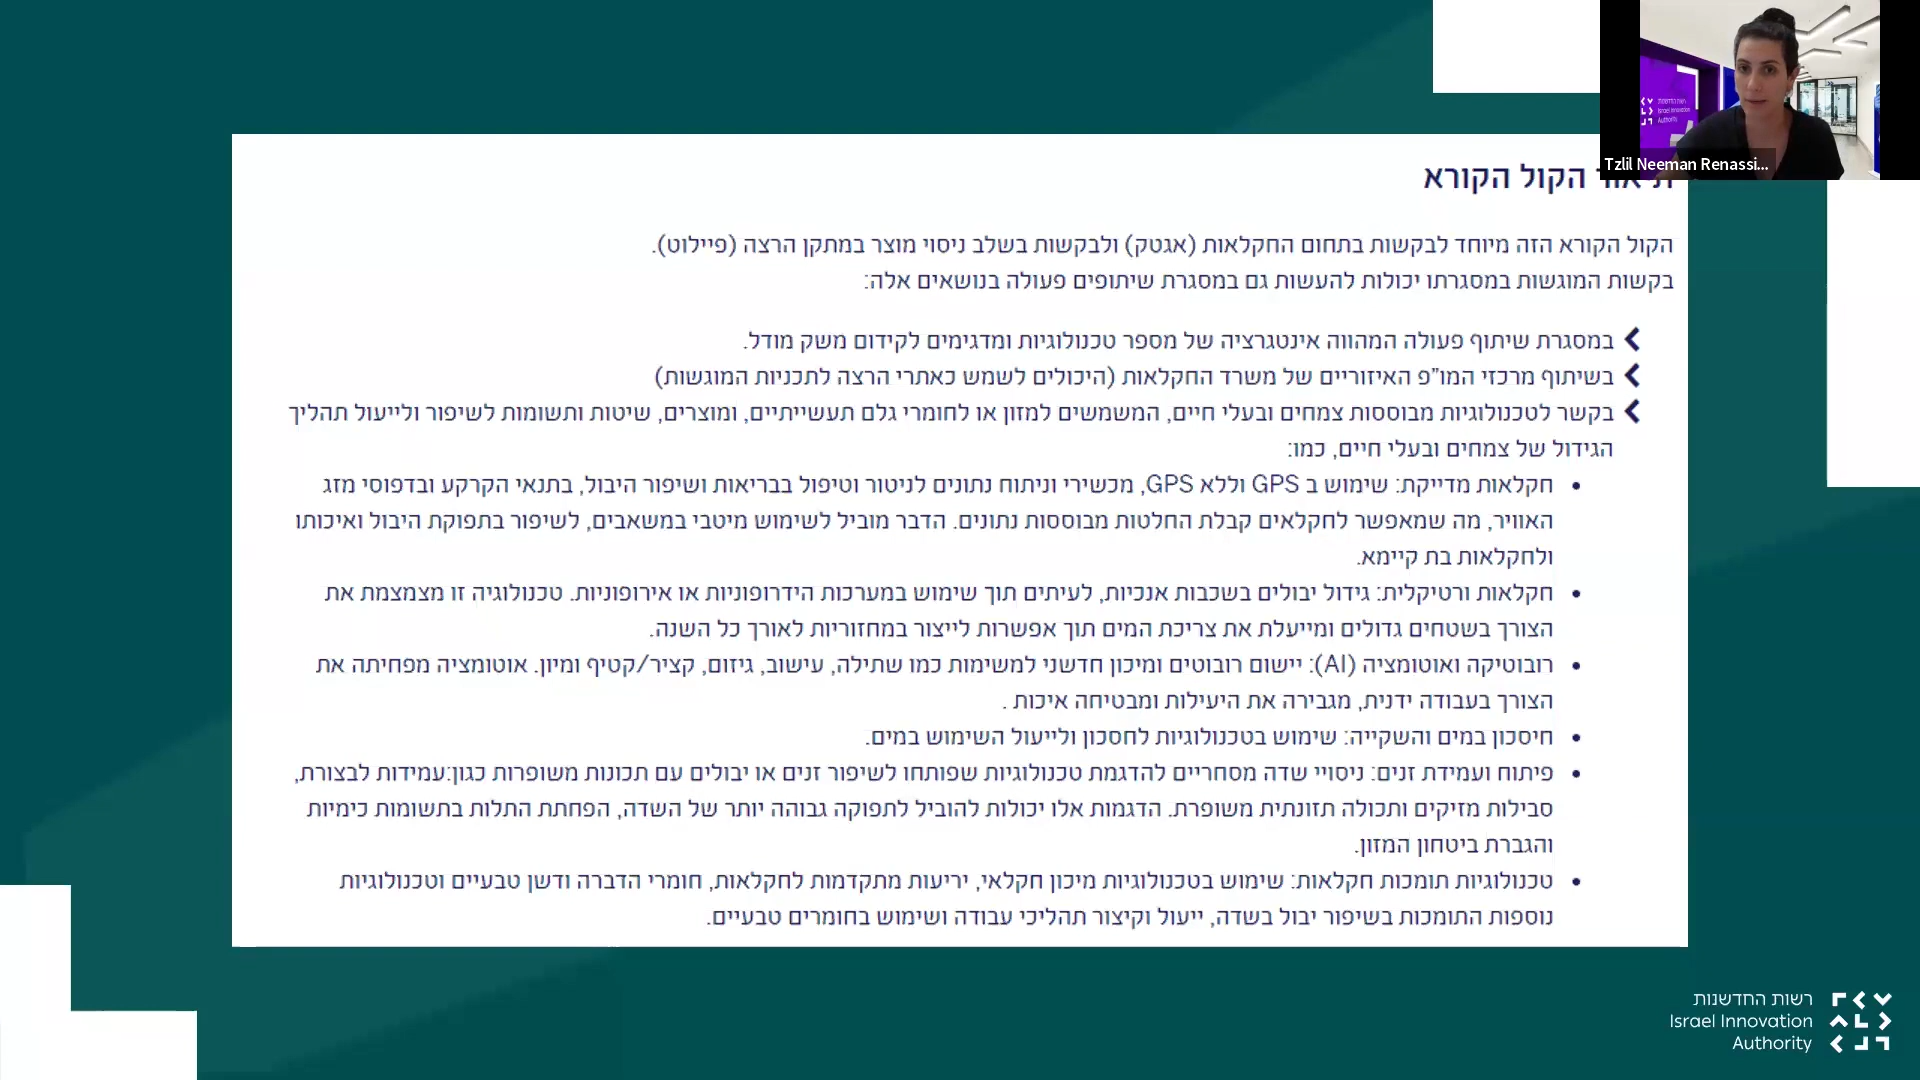 Tzlil Neeman Renassi...
הקול הקורא
הקול הקורא הזה מיוחד לבקשות בתחום החקלאות (אגטק) ולבקשות בשלב ניסוי מוצר במתקן הרצה (פיילוט).
בקשות המוגשות במסגרתו יכולות להעשות גם במסגרת שיתופים פעולה בנושאים אלה:
במסגרת שיתוף פעולה המהווה אינטגרציה של מספר טכנולוגיות ומדגימים לקידום משק מודל.
בשיתוף מרכזי המו"פ האיזוריים של משרד החקלאות (היכולים לשמש כאתרי הרצה לתכניות המוגשות)
בקשר לטכנולוגיות מבוססות צמחים ובעלי חיים, המשמשים למזון או לחומרי גלם תעשייתיים, ומוצרים, שיטות ותשומות לשיפור ולייעול תהליך
הגידול של צמחים ובעלי חיים, כמו:
• חקלאות מדייקת: שימוש ב GPS וללא GPS, מכשירי וניתוח נתונים לניטור וטיפול בבריאות ושיפור היבול, בתנאי הקרקע ובדפוסי מזג
האוויר, מה שמאפשר לחקלאים קבלת החלטות מבוססות נתונים. הדבר מוביל לשימוש מיטבי במשאבים, לשיפור בתפוקת היבול ואיכותו
ולחקלאות בת קיימא.
• חקלאות ורטיקלית: גידול יבולים בשכבות אנכיות, לעיתים תוך שימוש במערכות הידרופוניות או אירופוניות. טכנולוגיה זו מצמצמת את
הצורך בשטחים גדולים ומייעלת את צריכת המים תוך אפשרות לייצור במחזוריות לאורך כל השנה.
• רובוטיקה ואוטומציה (AI): יישום רובוטים ומיכון חדשני למשימות כמו שתילה, עישוב, גיזום, קציר/קטיף ומיון. אוטומציה מפחיתה את
הצורך בעבודה ידנית, מגבירה את היעילות ומבטיחה איכות .
• חיסכון במים והשקייה: שימוש בטכנולוגיות לחסכון ולייעול השימוש במים.
• פיתוח ועמידת זנים: ניסויי שדה מסחריים להדגמת טכנולוגיות שפותחו לשיפור זנים או יבולים עם תכונות משופרות כגון:עמידות לבצורת,
סבילות מזיקים ותכולה תזונתית משופרת. הדגמות אלו יכולות להוביל לתפוקה גבוהה יותר של השדה, הפחתת התלות בתשומות כימיות
והגברת ביטחון המזון.
• טכנולוגיות תומכות חקלאות: שימוש בטכנולוגיות מיכון חקלאי, יריעות מתקדמות לחקלאות, חומרי הדברה ודשן טבעיים וטכנולוגיות
נוספות התומכות בשיפור יבול בשדה, ייעול וקיצור תהליכי עבודה ושימוש בחומרים טבעיים.
רשות החדשנות
Israel Innovation
Authority